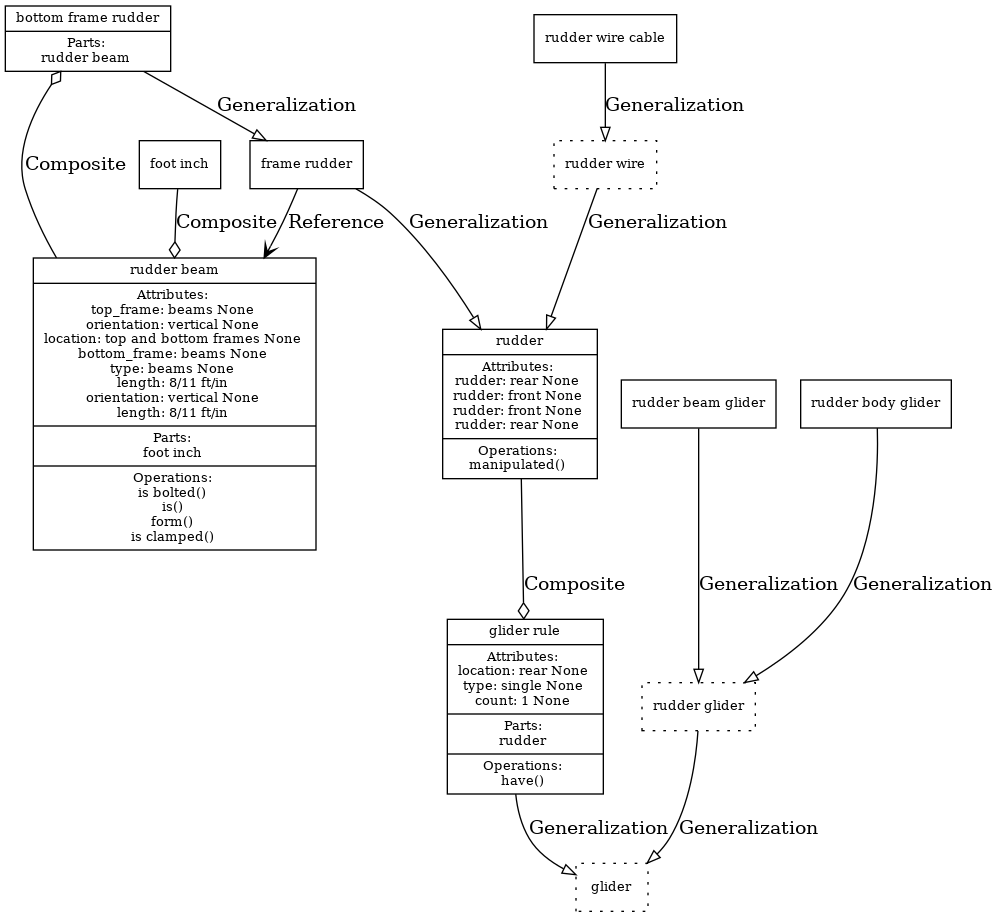 bottom frame rudder
Parts:
rudder beam
rudder wire cable
Generalization
Generalization
Composite
foot inch
frame rudder
rudder wire
Composite
Reference
Generalization
Generalization
rudder beam
Attributes:
top_frame: beams None
orientation: vertical None
location: top and bottom frames None
bottom_frame: beams None
type: beams None
length: 8/11 ft/in
orientation: vertical None
length: 8/11 ft/in
Parts:
foot inch
Operations:
is bolted()
is()
form()
is clamped()
rudder
Attributes:
rudder: rear None
rudder: front None
rudder: front None
rudder: rear None
Operations:
manipulated()
rudder beam glider
rudder body glider
Composite
Generalization
Generalization
glider rule
Attributes:
location: rear None
type: single None
count: 1 None
Parts:
rudder
Operations:
have()
rudder glider
Generalization
Generalization
glider